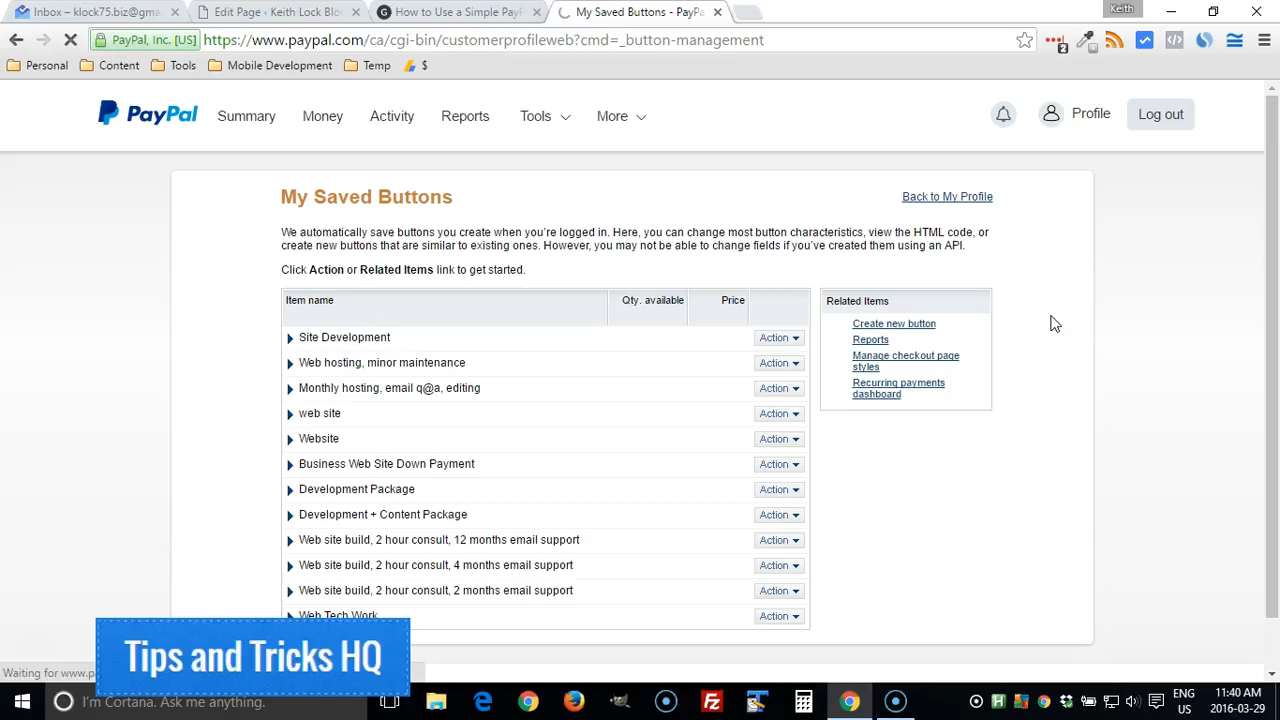 Inbox – klock75.biz@gma
Edit Page ‹ Keith Lock Blo
How to Use a Simple PayP
My Saved Buttons - PayPa
Keith
PayPal, Inc. [US]
https://www.paypal.com/ca/cgi-bin/customerprofileweb?cmd=_button-management
2
Personal
Content
Tools
Mobile Development
Temp
$
PayPal
Summary
Money
Activity
Reports
Tools
More
Profile
Log out
My Saved Buttons
Back to My Profile
We automatically save buttons you create when you're logged in. Here, you can change most button characteristics, view the HTML code, or
create new buttons that are similar to existing ones. However, you may not be able to change fields if you've created them using an API.
Click Action or Related Items link to get started.
Item name
Qty. available
Price
Related Items
Site Development
Action
Create new button
Reports
Web hosting, minor maintenance
Action
Manage checkout page
styles
Monthly hosting, email q@a, editing
Action
Recurring payments
dashboard
web site
Action
Website
Action
Business Web Site Down Payment
Action
Development Package
Action
Development + Content Package
Action
Web site build, 2 hour consult, 12 months email support
Action
Web site build, 2 hour consult, 4 months email support
Action
Web site build, 2 hour consult, 2 months email support
Action
Web Tech Work
Action
Tips and Tricks HQ
Waiting for www.p
I'm Cortana. Ask me anything.
ENG
US
11:40 AM
2016-03-29